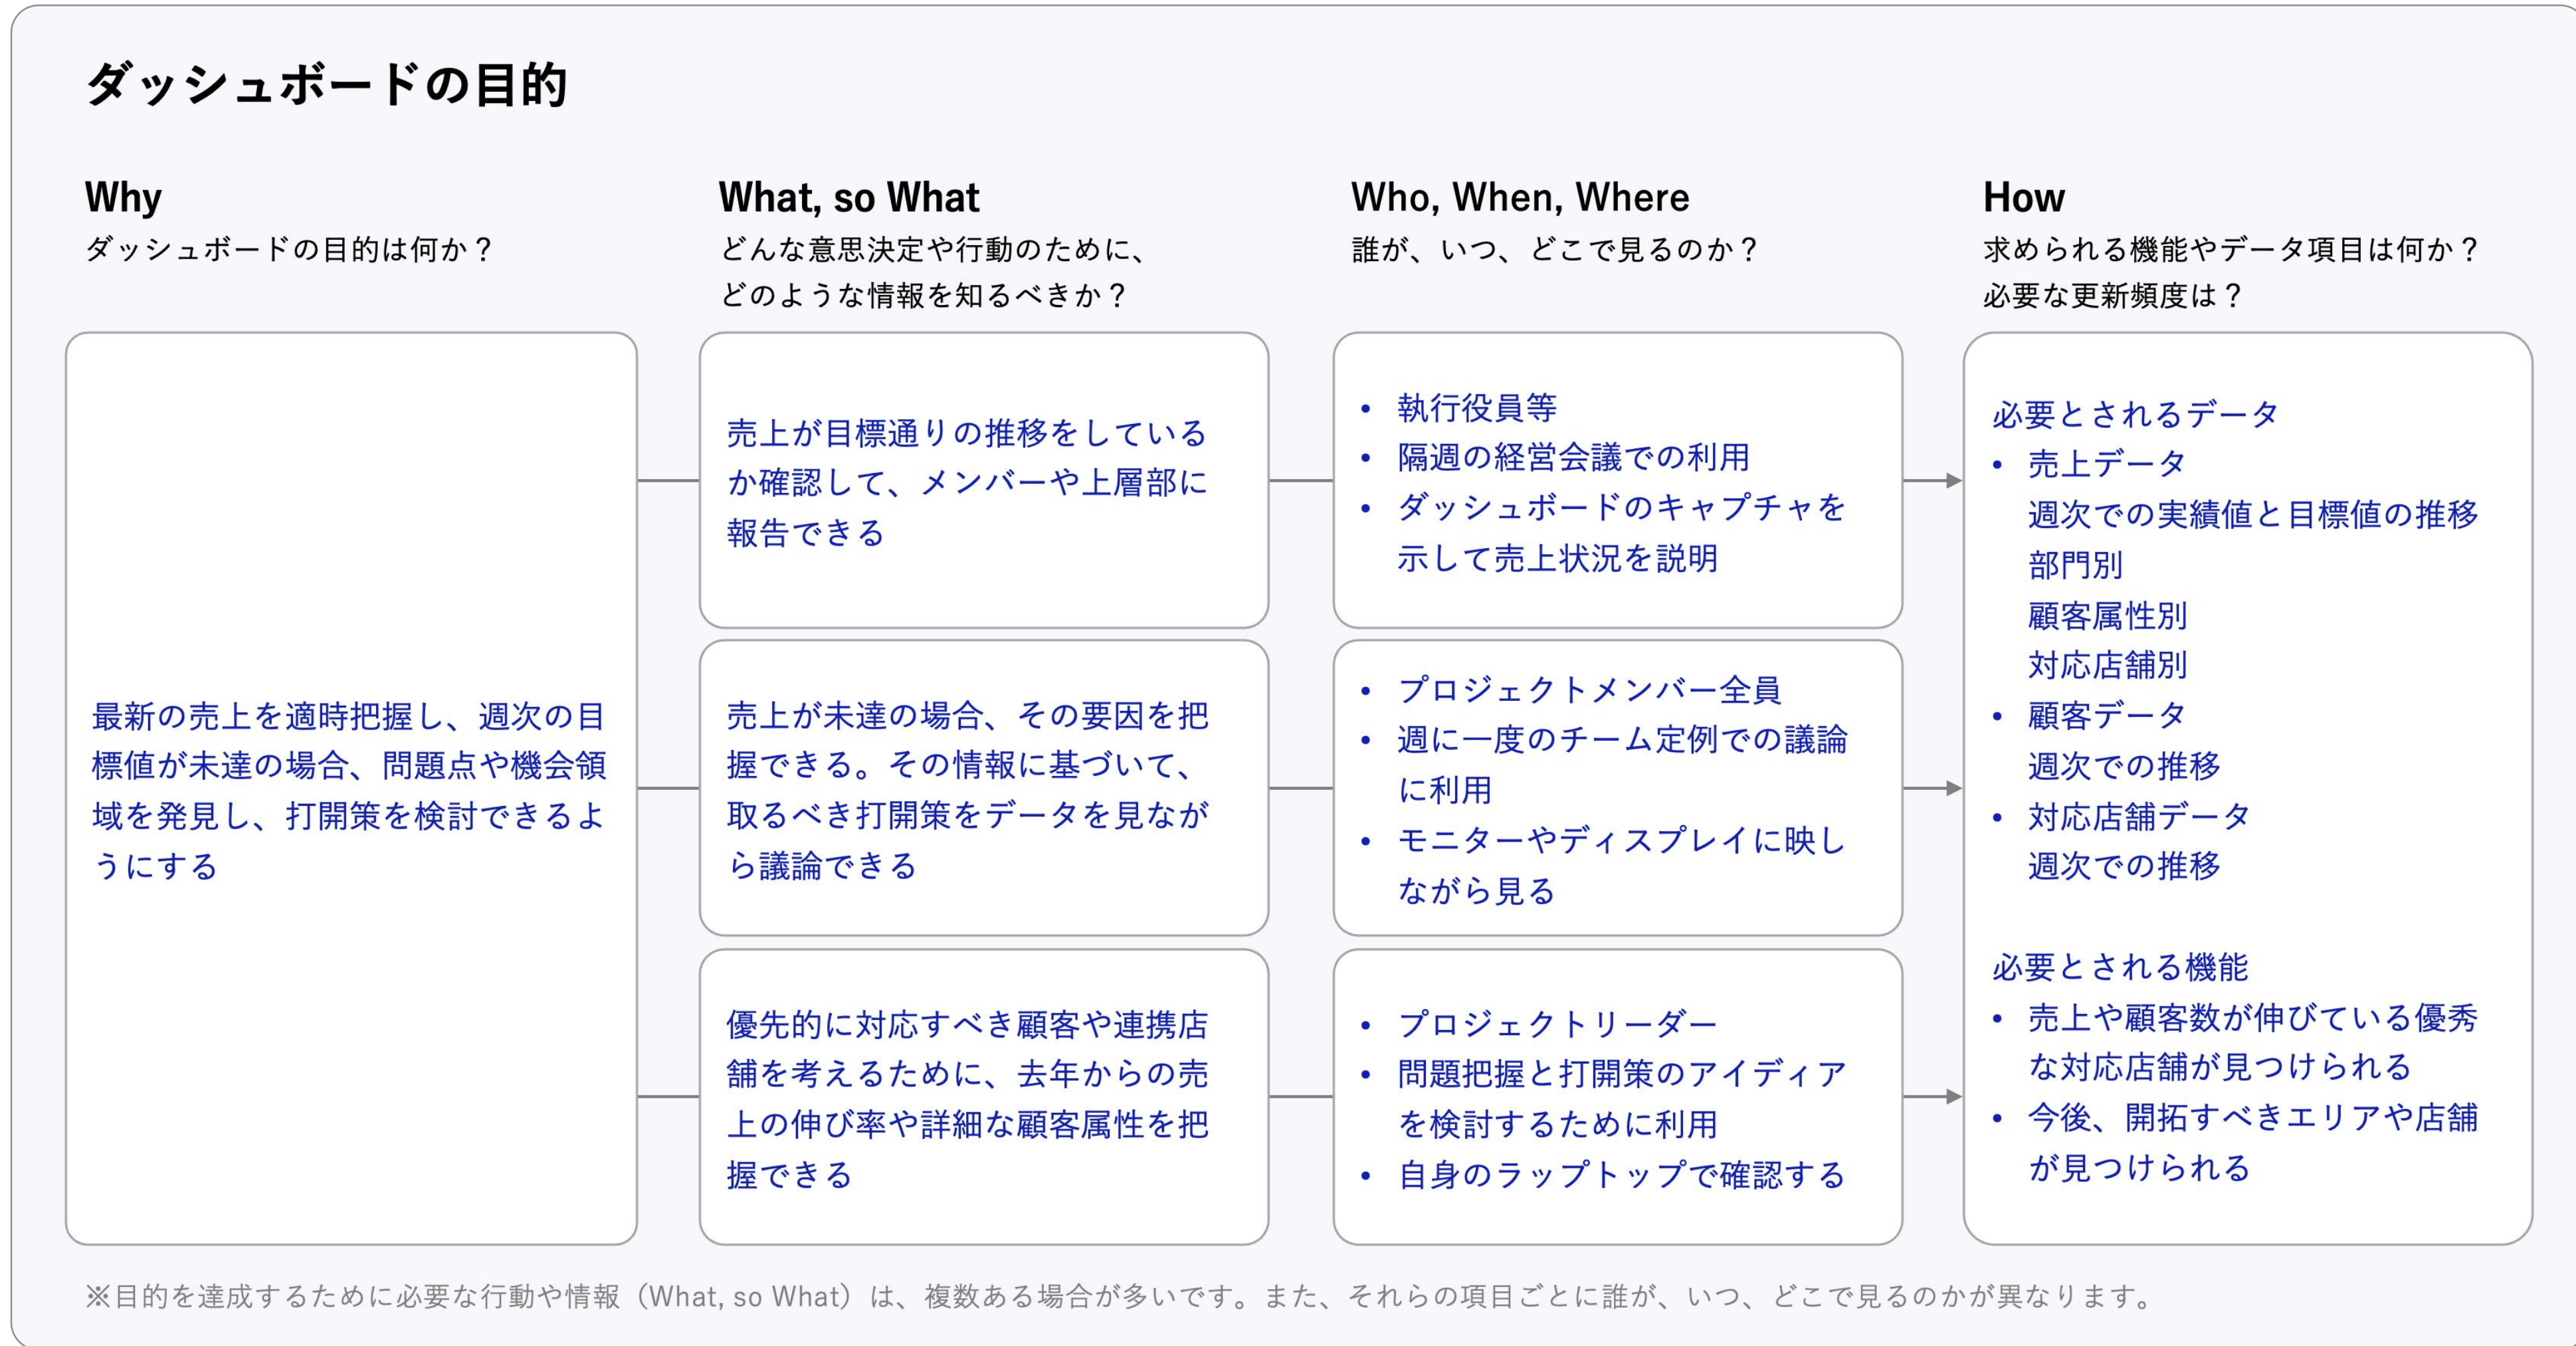 ダッシュボードの目的
Why
ダッシュボードの目的は何か？
What, so What
どんな意思決定や行動のために、
どのような情報を知るべきか？
Who, When, Where
誰が、いつ、どこで見るのか？
How
求められる機能やデータ項目は何か？
必要な更新頻度は？
最新の売上を適時把握し、週次の目
標値が未達の場合、問題点や機会領
域を発見し、打開策を検討できるよ
うにする
売上が目標通りの推移をしている
か確認して、メンバーや上層部に
報告できる
売上が未達の場合、その要因を把
握できる。その情報に基づいて、
取るべき打開策をデータを見なが
ら議論できる
優先的に対応すべき顧客や連携店
舗を考えるために、去年からの売
上の伸び率や詳細な顧客属性を把
握できる
• 執行役員等
• 隔週の経営会議での利用
• ダッシュボードのキャプチャを
示して売上状況を説明
• プロジェクトメンバー全員
• 週に一度のチーム定例での議論
に利用
• モニターやディスプレイに映し
ながら見る
• プロジェクトリーダー
• 問題把握と打開策のアイディア
を検討するために利用
• 自身のラップトップで確認する
必要とされるデータ
• 売上データ
週次での実績値と目標値の推移
部門別
顧客属性別
対応店舗別
• 顧客データ
週次での推移
• 対応店舗データ
週次での推移
必要とされる機能
• 売上や顧客数が伸びている優秀
な対応店舗が見つけられる
• 今後、開拓すべきエリアや店舗
が見つけられる
※目的を達成するために必要な行動や情報（What, so What）は、複数ある場合が多いです。また、それらの項目ごとに誰が、いつ、どこで見るのかが異なります。